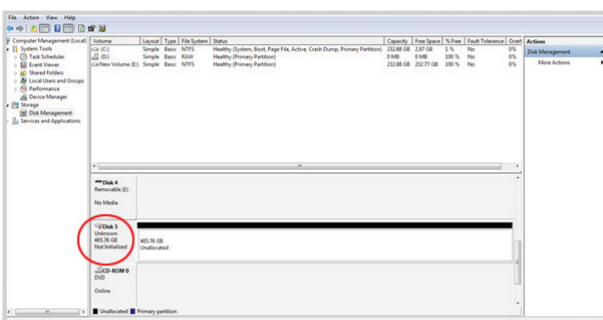 File Action View Help
Computer Management (Local)
System Tools
Task Scheduler
Event Viewer
Shared Folders
Local Users and Groups
Performance
Device Manager
Storage
Disk Management
Services and Applications
Volume Layout Type File System Status Capacity Free Space % Free Fault Tolerance Overl
(C:) Simple Basic NTFS Healthy (System, Boot, Page File, Active, Crash Dump, Primary Partition) 232.88 GB 2.97 GB 1 % No 0%
(D:) Simple Basic RAW Healthy (Primary Partition) 0 MB 0 MB 100 % No 0%
New Volume (E:) Simple Basic NTFS Healthy (Primary Partition) 232.88 GB 232.77 GB 100 % No 0%
Actions
Disk Management
More Actions
Disk 4
Removable
No Media
Disk 5
Unknown
465.76 GB
Not Initialized
465.76 GB
Unallocated
CD-ROM 0
DVD
Online
Unallocated Primary partition